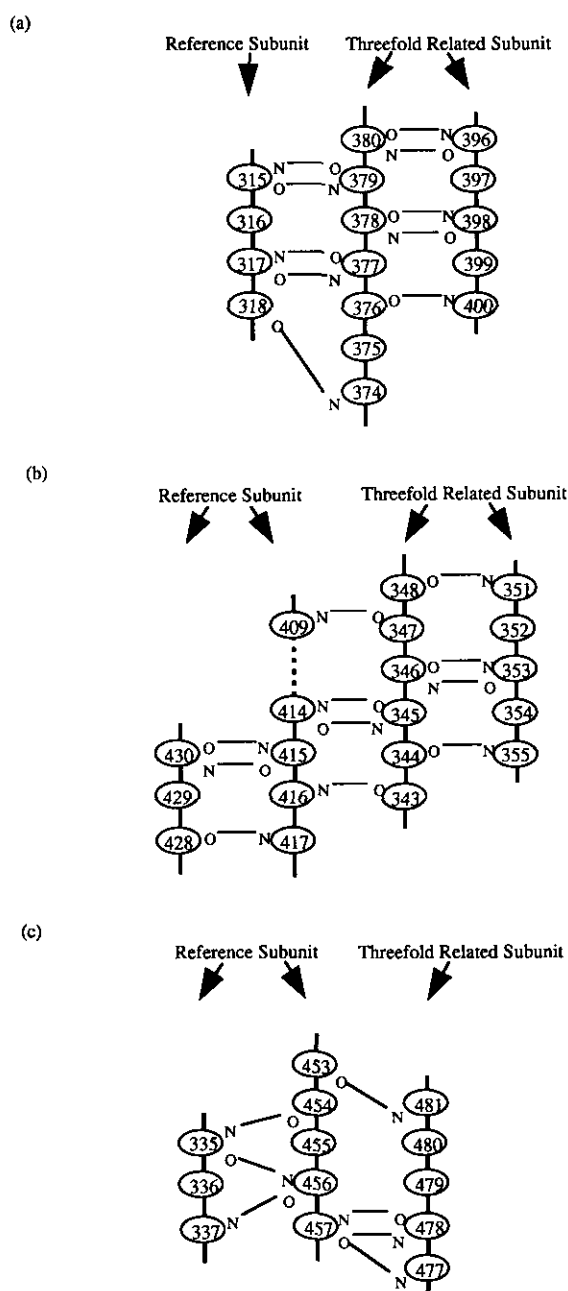 (a)
Reference Subunit Threefold Related Subunit
380 O N 396
N O
315 N O 379 397
O N
316 378 O N 398
N O
317 N O 377 399
O N
318 376 O N 400
O
375
N 374
(b)
Reference Subunit Threefold Related Subunit
348 O N 351
409 N O 347 352
346 O N 353
N O
414 N O 345 354
O N
430 O N 415 344 O N 355
N O
429 416 N O 343
428 O N 417
(c)
Reference Subunit Threefold Related Subunit
453
O
454 N 481
O
335 N 455 480
O
336 N 456 479
O
337 N 457 N O 478
O N
N 477